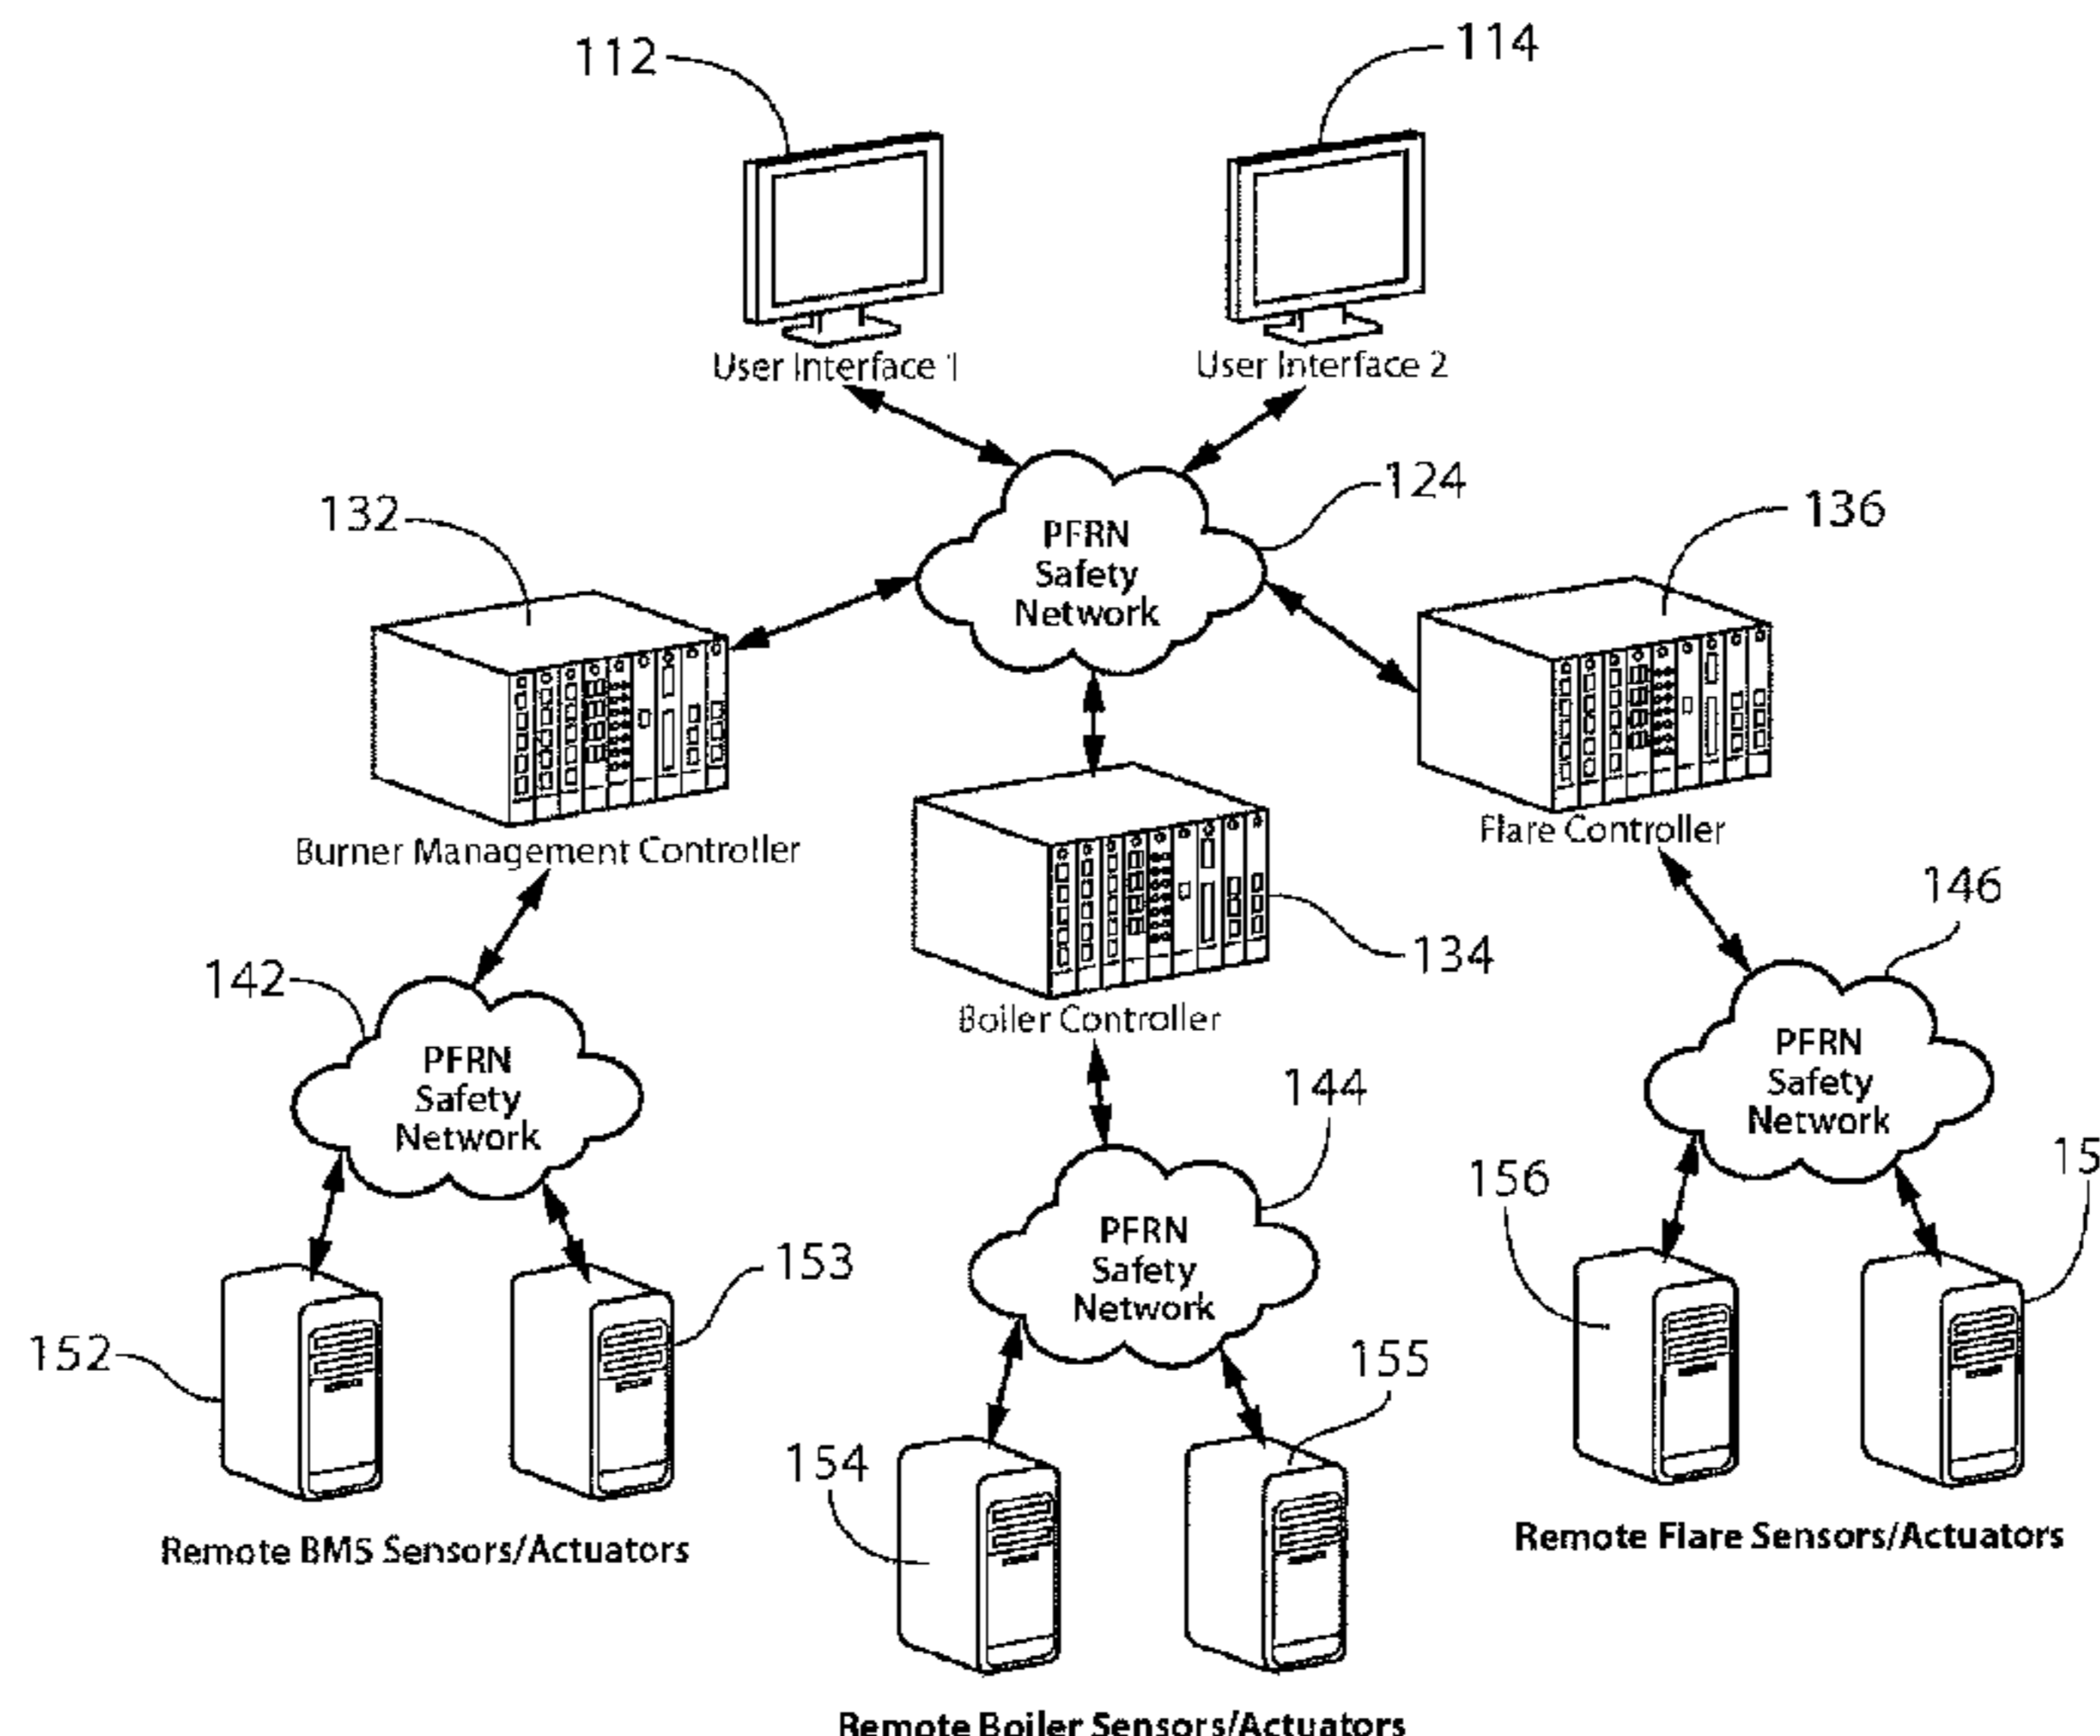 112
114
User Interface 1
User Interface 2
124
132
136
PFRN
Safety
Network
Flare Controller
Burner Management Controller
146
142
134
Boiler Controller
PFRN
Safety
Network
PFRN
Safety
Network
144
156
15
PFRN
Safety
Network
153
152
155
154
Remote BMS Sensors/Actuators
Remote Flare Sensors/Actuators
Remote Boiler Sensors/Actuators